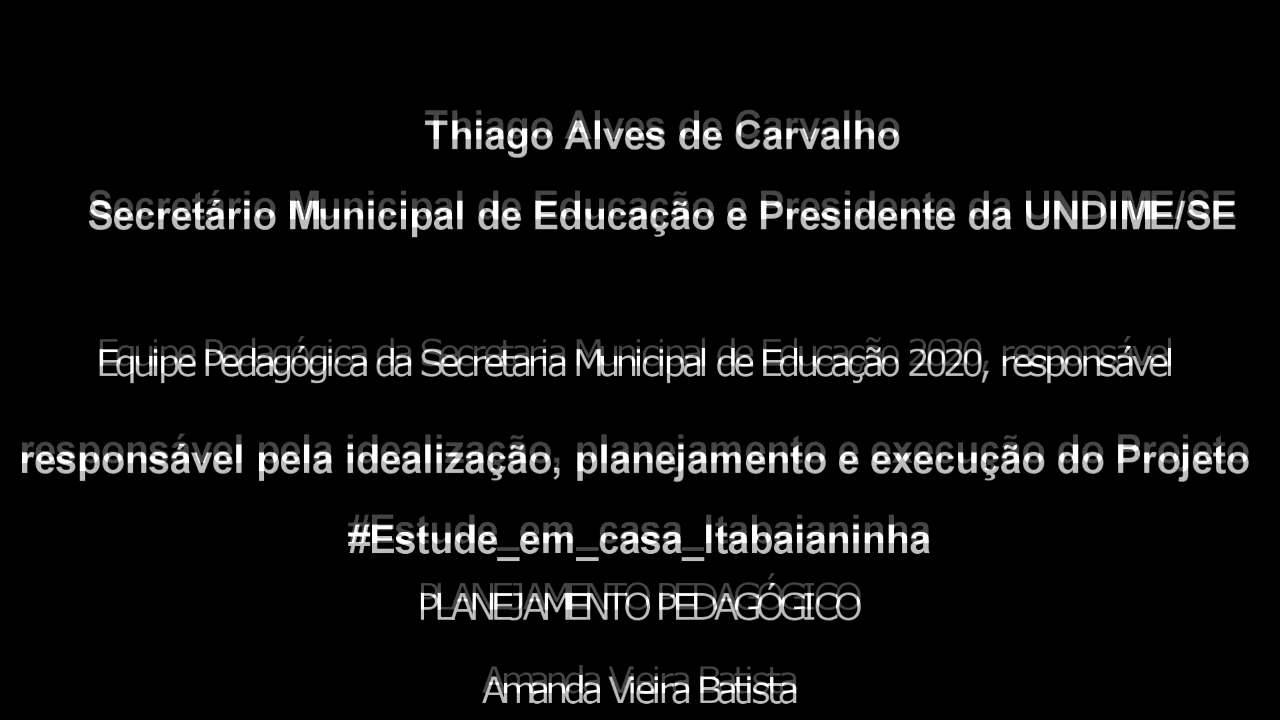 Thiago Alves de Carvalho
Secretário Municipal de Educação e Presidente da UNDIME/SE
Equipe Pedagógica da Secretaria Municipal de Educação 2020, responsável
responsável pela idealização, planejamento e execução do Projeto
#Estude_em_casa_Itabaianinha
PLANEJAMENTO PEDAGÓGICO
Amanda Vieira Batista